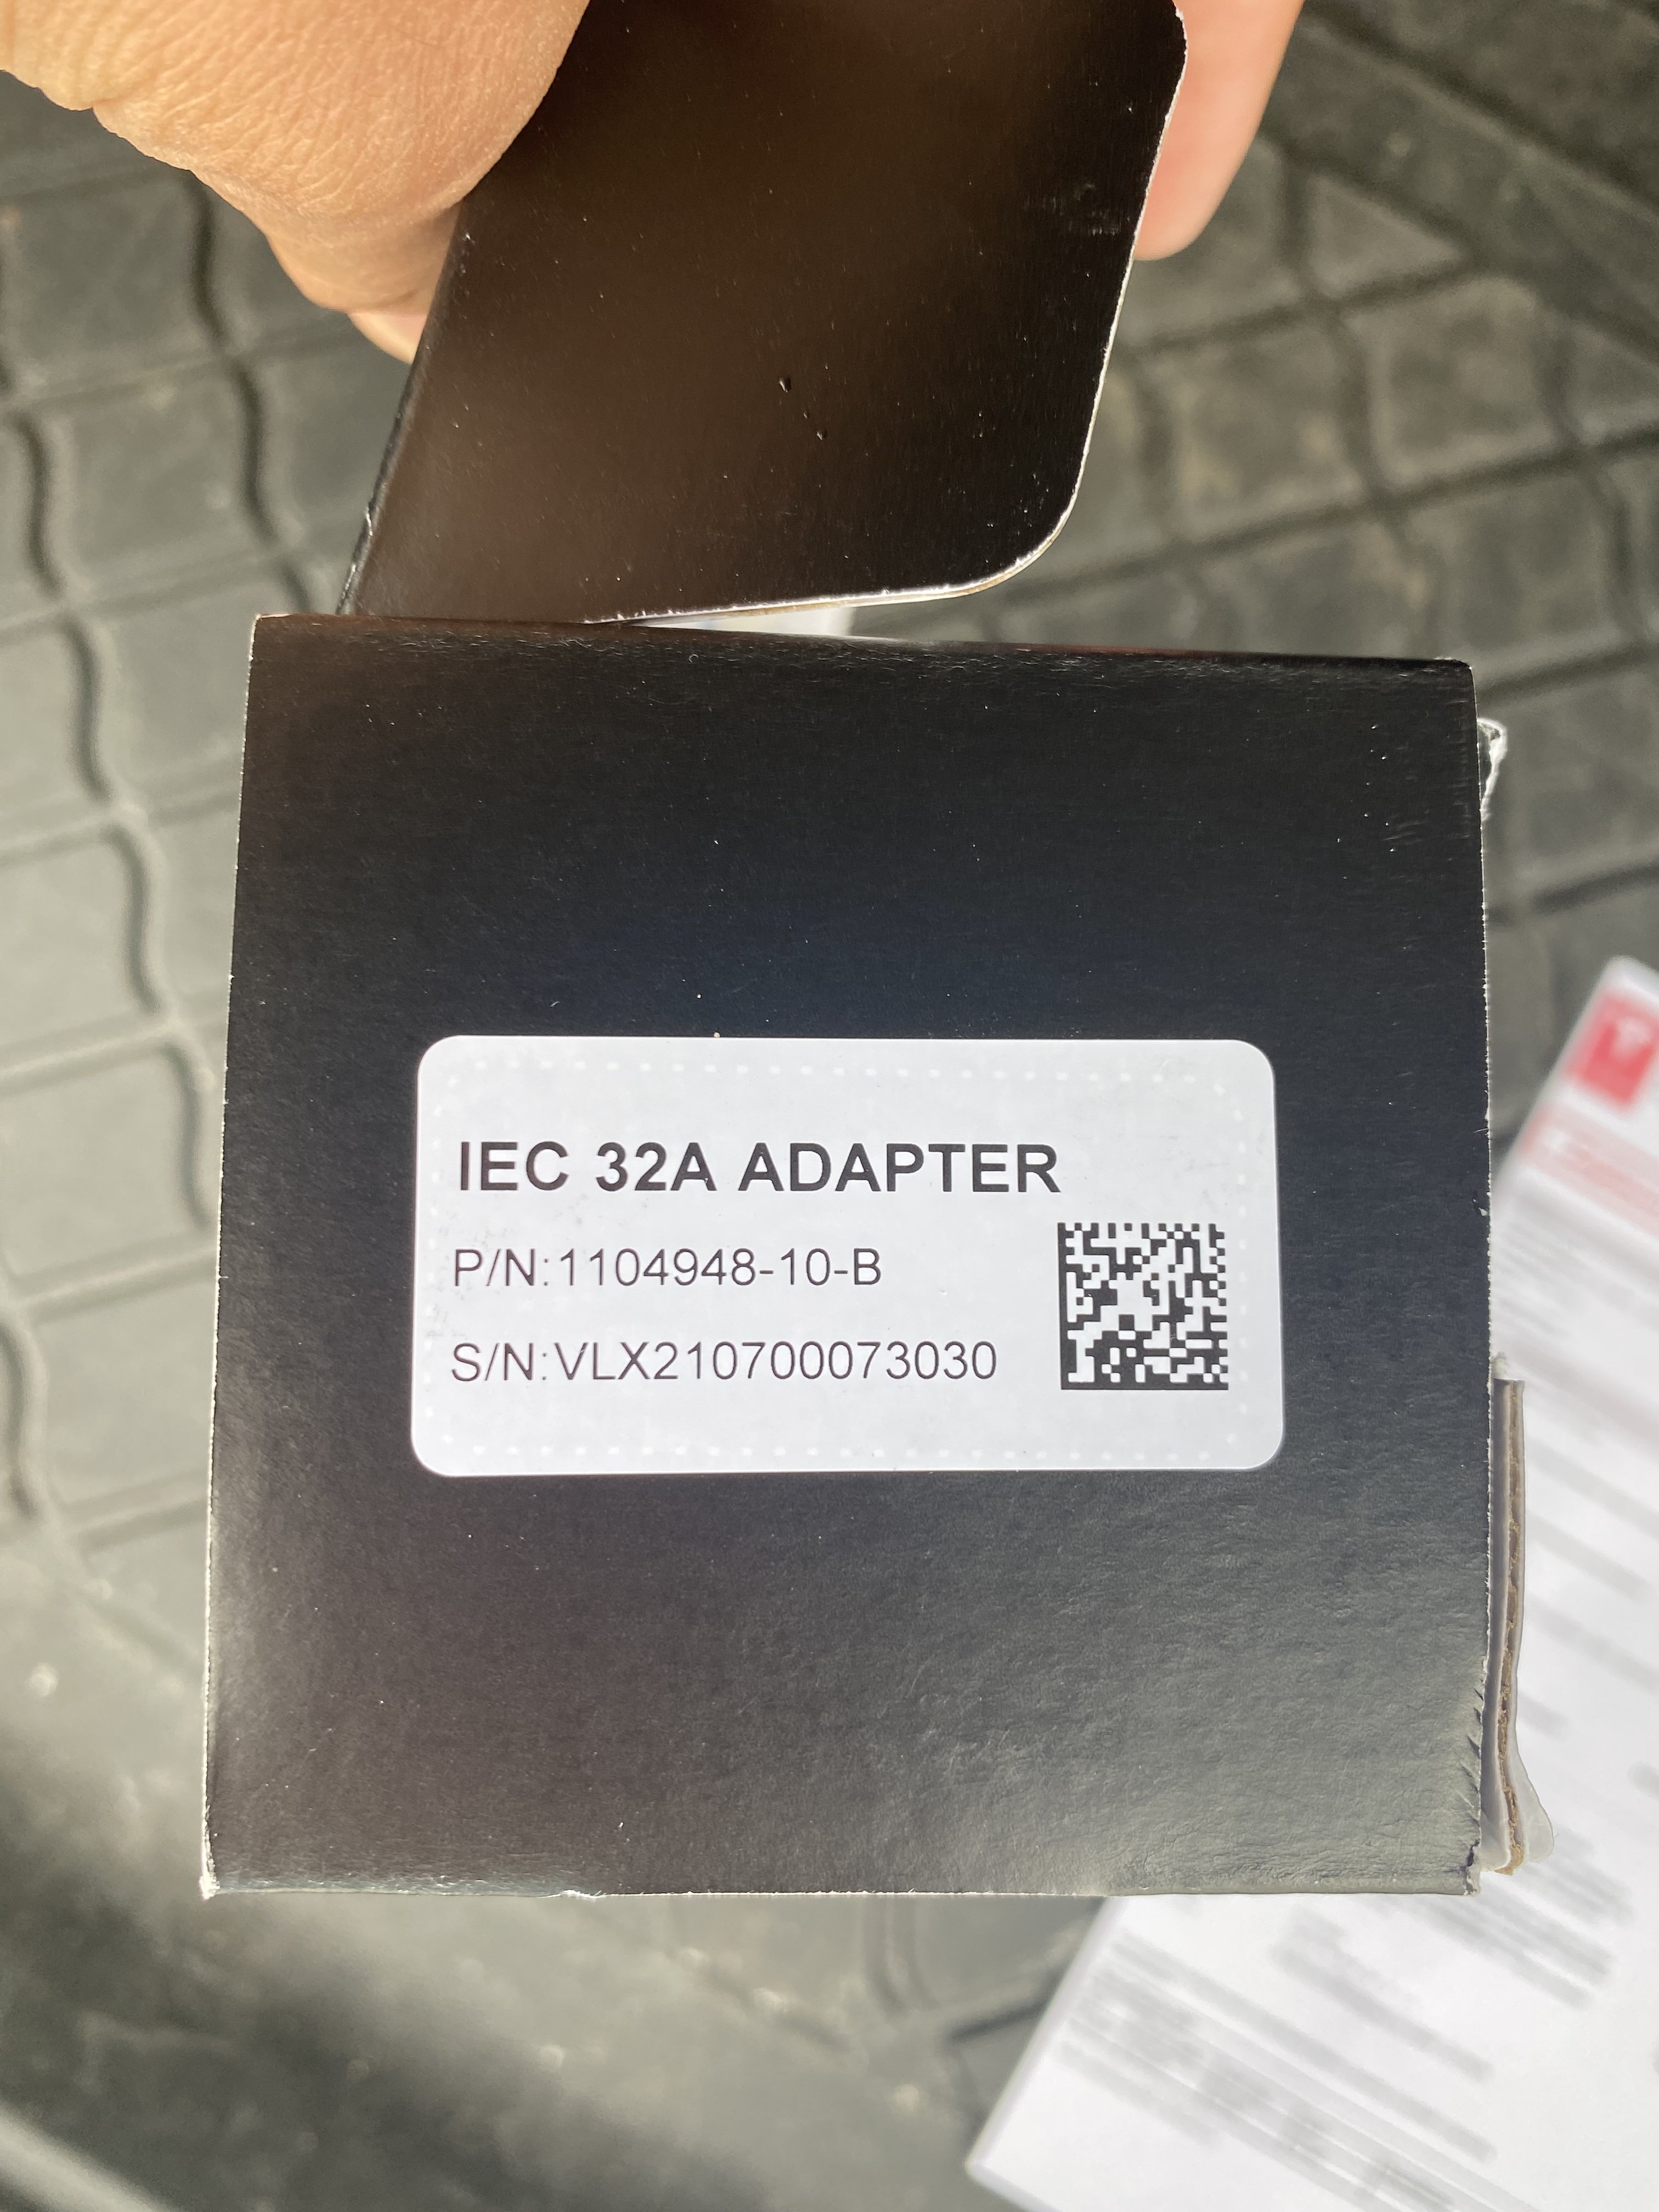 IEC 32A ADAPTER
P/N:1104948-10-B
S/N:VLX210700073030